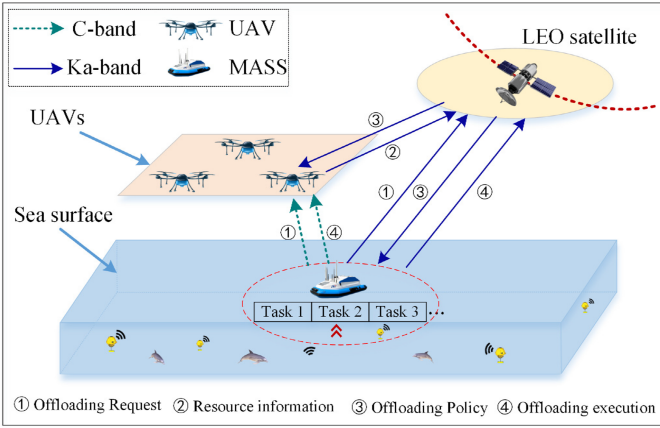 C-band UAV
Ka-band MASS
LEO satellite
UAVs
③
②
① ③ ④
Sea surface
① ④
Task 1 Task 2 Task 3 ...
① Offloading Request ② Resource information ③ Offloading Policy ④ Offloading execution